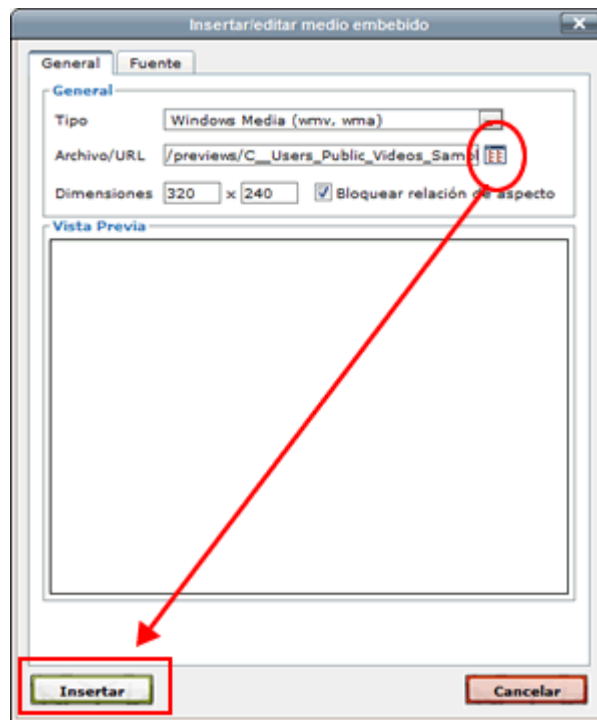 Insertar/editar medio embebido
General Fuente
General
Tipo Windows Media (wmv, wma)
Archivo/URL /previews/C__Users_Public_Videos_Samp
Dimensiones 320 x 240 Bloquear relación de aspecto
Vista Previa
Insertar Cancelar